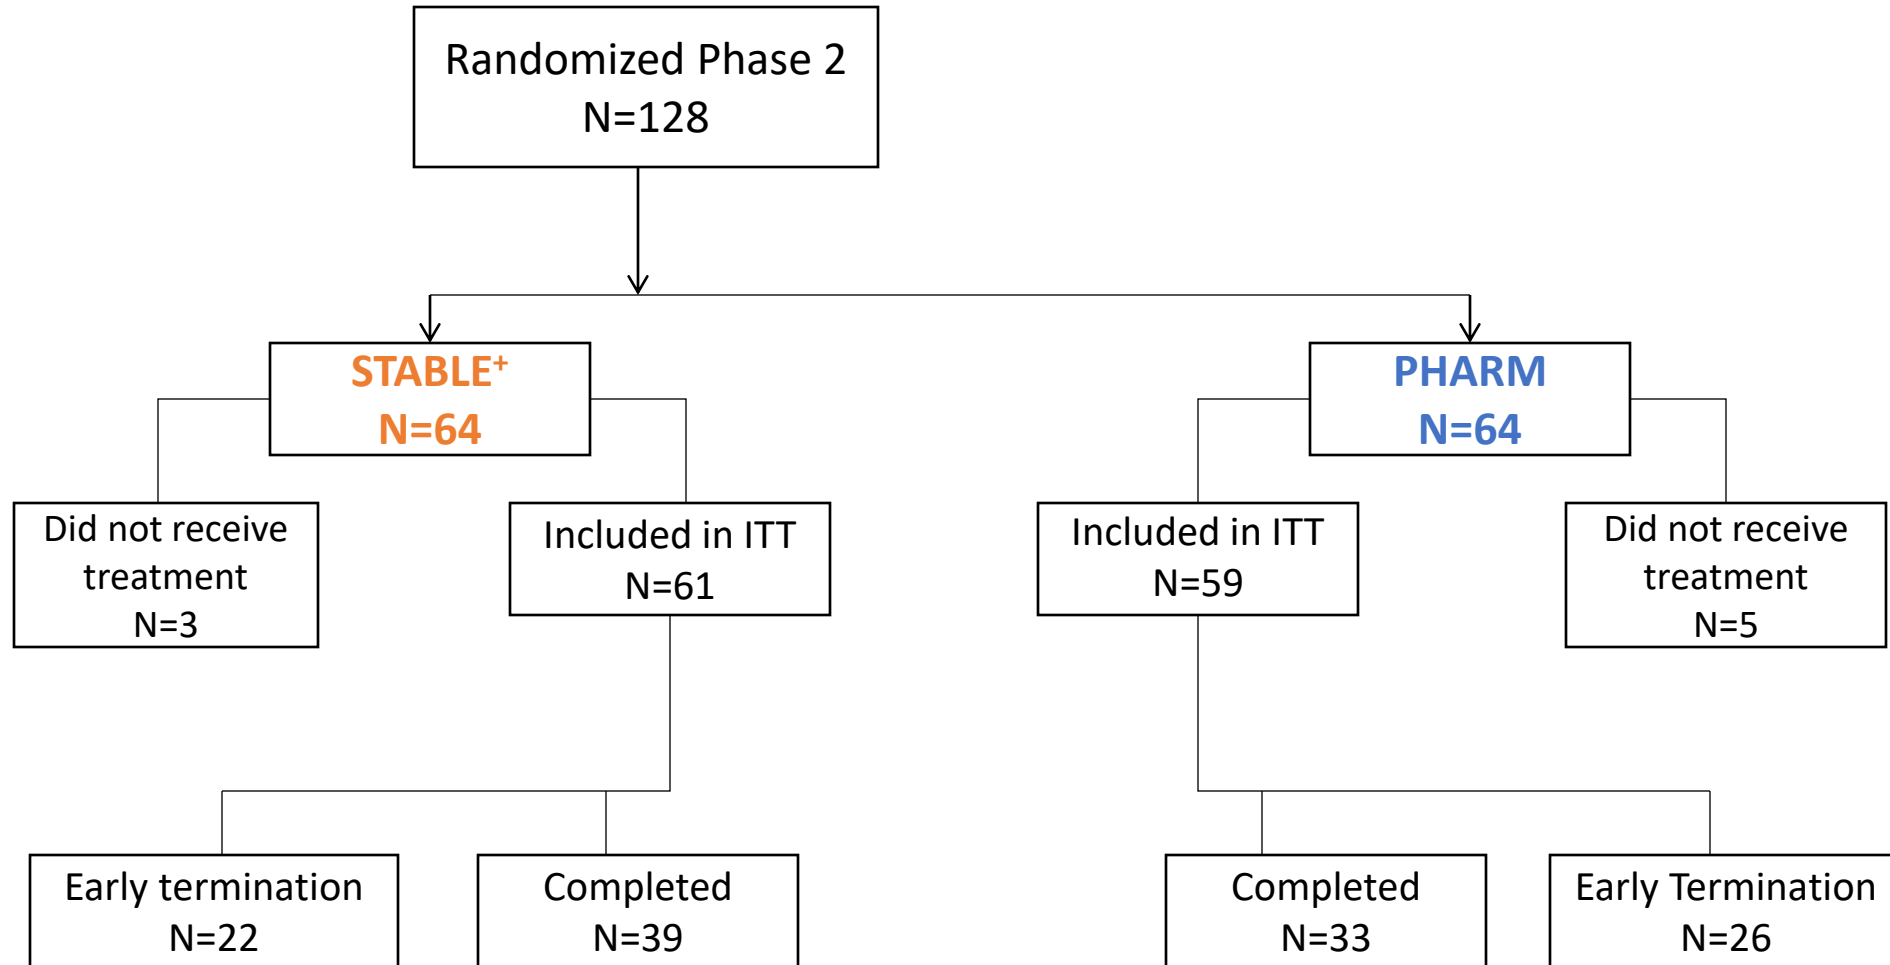 Randomized Phase 2
N=128
STABLE⁺
N=64
PHARM
N=64
Did not receive
treatment
N=3
Included in ITT
N=61
Included in ITT
N=59
Did not receive
treatment
N=5
Early termination
N=22
Completed
N=39
Completed
N=33
Early Termination
N=26